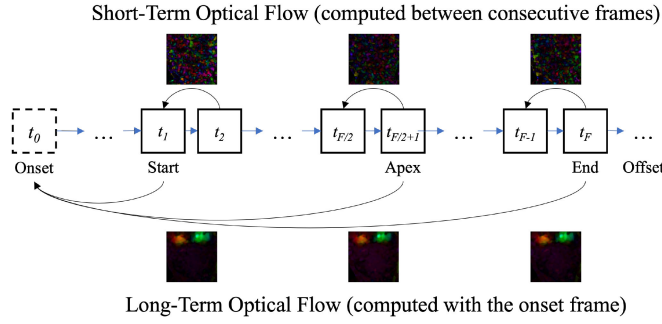 Short-Term Optical Flow (computed between consecutive frames)
t0 ... t1 t2 ... tF/2 tF/2+1 ... tF-1 tF ...
Onset Start Apex End Offset
Long-Term Optical Flow (computed with the onset frame)